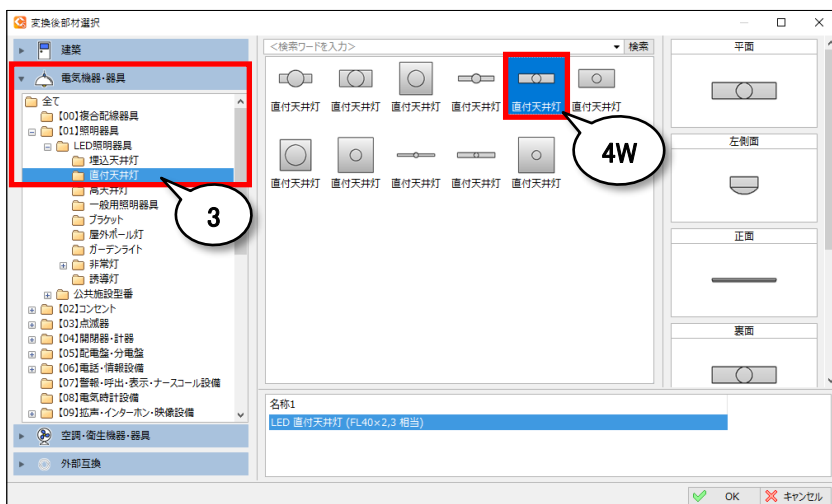 変換後部材選択
建築
電気機器・器具
全て
【00】複合配線器具
【01】照明器具
LED照明器具
埋込天井灯
直付天井灯
高天井灯
一般用照明器具
ブラケット
屋外ポール灯
ガーデンライト
非常灯
誘導灯
公共施設型番
【02】コンセント
【03】点滅器
【04】開閉器・計器
【05】配電盤・分電盤
【06】電話・情報設備
【07】警報・呼出・表示・ナースコール設備
【08】電気時計設備
【09】拡声・インターホン・映像設備
空調・衛生機器・器具
外部互換
3
<検索ワードを入力>
検索
直付天井灯 直付天井灯 直付天井灯 直付天井灯 直付天井灯 直付天井灯
4W
直付天井灯 直付天井灯 直付天井灯 直付天井灯 直付天井灯
名称1
LED 直付天井灯 (FL40×2,3 相当)
平面
左側面
正面
裏面
OK
キャンセル